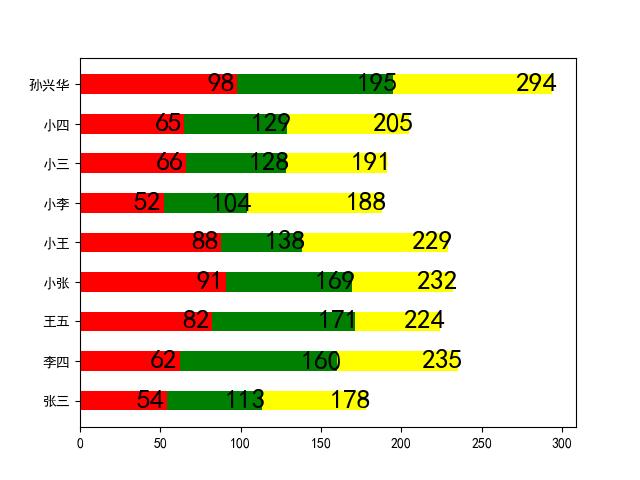 孙兴华 98 195 294
小四 65 129 205
小三 66 128 191
小李 52 104 188
小王 88 138 229
小张 91 169 232
王五 82 171 224
李四 62 160 235
张三 54 113 178
0 50 100 150 200 250 300